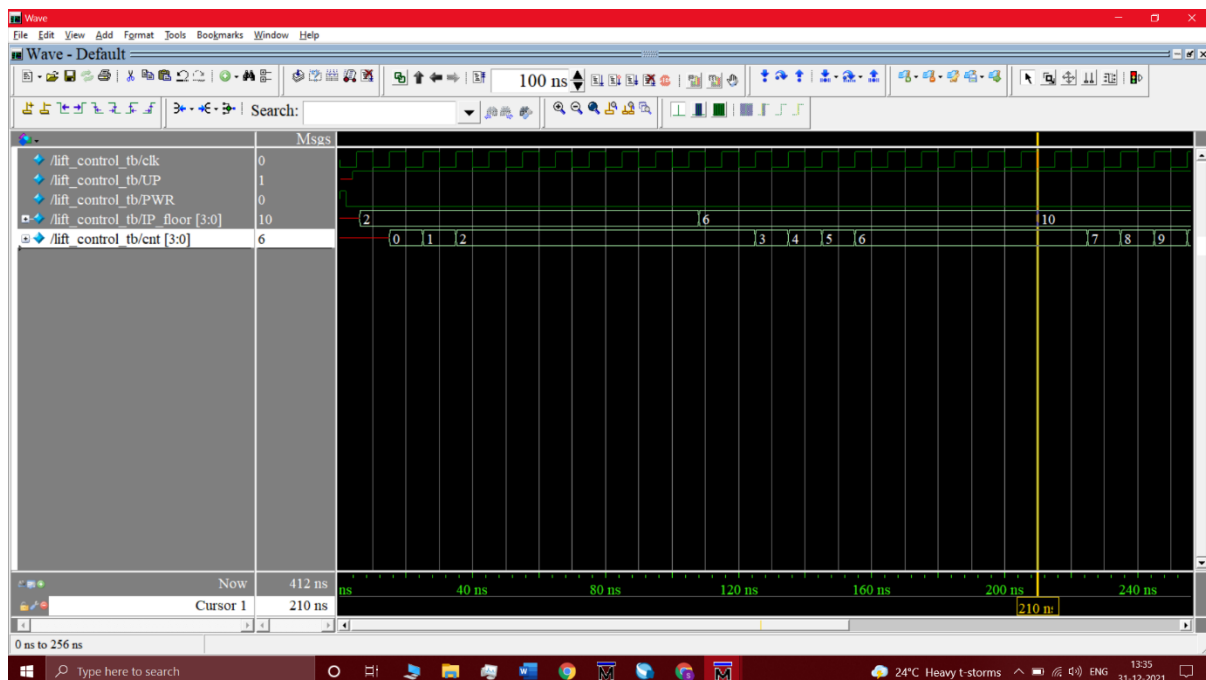 Wave
File Edit View Add Format Tools Bookmarks Window Help
Wave - Default
100 ns
Search:
Msgs
/lift_control_tb/clk 0
/lift_control_tb/UP 1
/lift_control_tb/PWR 0
/lift_control_tb/IP_floor [3:0] 10 2 6 10
/lift_control_tb/cnt [3:0] 6 0 1 2 3 4 5 6 7 8 9
Now 412 ns ns 40 ns 80 ns 120 ns 160 ns 200 ns 240 ns
Cursor 1 210 ns 210 n
0 ns to 256 ns
Type here to search 24°C Heavy t-storms ENG 13:35
31-12-2021